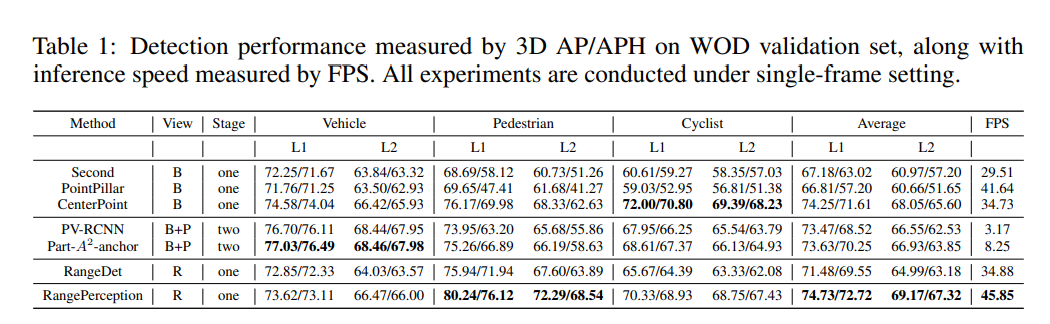 Table 1: Detection performance measured by 3D AP/APH on WOD validation set, along with
inference speed measured by FPS. All experiments are conducted under single-frame setting.
Method View Stage Vehicle Pedestrian Cyclist Average FPS
L1 L2 L1 L2 L1 L2 L1 L2
Second B one 72.25/71.67 63.84/63.32 68.69/58.12 60.73/51.26 60.61/59.27 58.35/57.03 67.18/63.02 60.97/57.20 29.51
PointPillar B one 71.76/71.25 63.50/62.93 69.65/47.41 61.68/41.27 59.03/52.95 56.81/51.38 66.81/57.20 60.66/51.65 41.64
CenterPoint B one 74.58/74.04 66.42/65.93 76.17/69.98 68.33/62.63 72.00/70.80 69.39/68.23 74.25/71.61 68.05/65.60 34.73
PV-RCNN B+P two 76.70/76.11 68.44/67.95 73.95/63.20 65.68/55.86 67.95/66.25 65.54/63.79 73.47/68.52 66.55/62.53 3.17
Part-A²-anchor B+P two 77.03/76.49 68.46/67.98 75.26/66.89 66.19/58.63 68.61/67.37 66.13/64.93 73.63/70.25 66.93/63.85 8.25
RangeDet R one 72.85/72.33 64.03/63.57 75.94/71.94 67.60/63.89 65.67/64.39 63.33/62.08 71.48/69.55 64.99/63.18 34.88
RangePerception R one 73.62/73.11 66.47/66.00 80.24/76.12 72.29/68.54 70.33/68.93 68.75/67.43 74.73/72.72 69.17/67.32 45.85